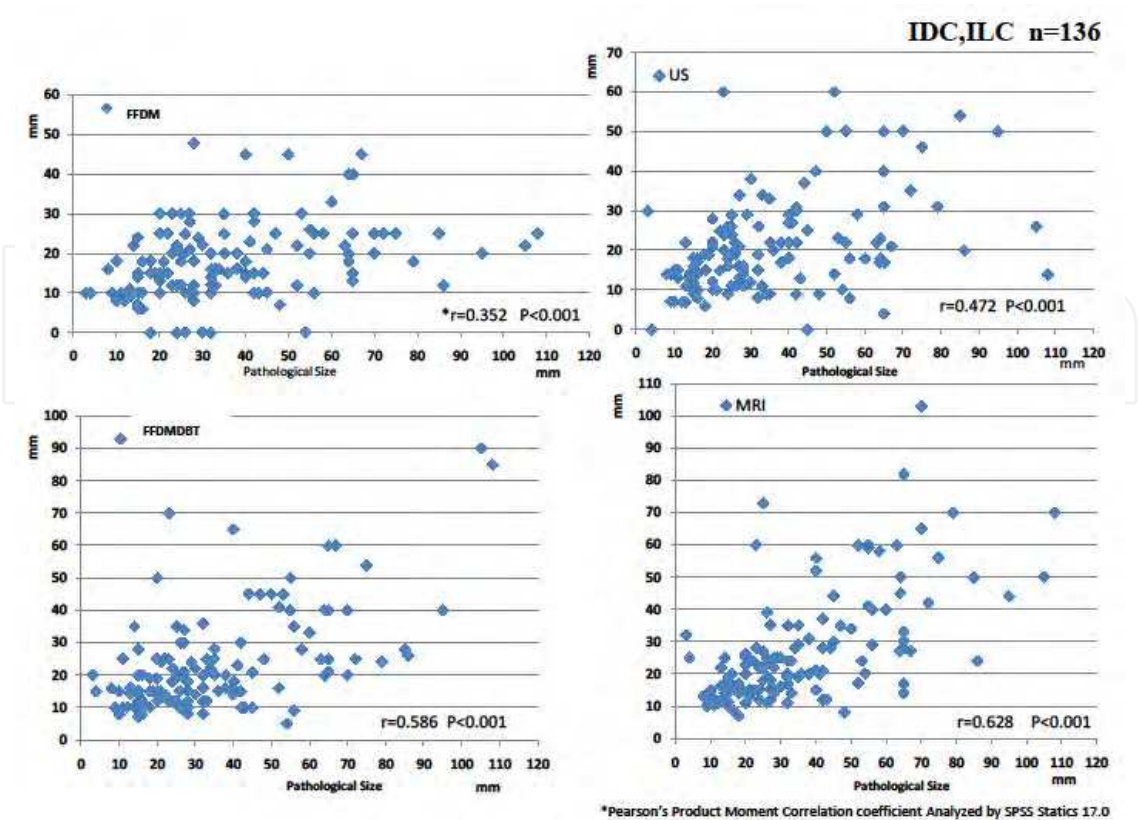 IDC,ILC n=136
mm
60
50
40
30
20
10
0
FFDM
*r=0.352 P<0.001
0 10 20 30 40 50 60 70 80 90 100 110 120
Pathological Size
mm
mm
70
60
50
40
30
20
10
0
US
r=0.472 P<0.001
0 10 20 30 40 50 60 70 80 90 100 110 120
Pathological Size
mm
mm
100
90
80
70
60
50
40
30
20
10
0
FFDMDBT
r=0.586 P<0.001
0 10 20 30 40 50 60 70 80 90 100 110 120
Pathological Size
mm
mm
110
100
90
80
70
60
50
40
30
20
10
0
MRI
r=0.628 P<0.001
0 10 20 30 40 50 60 70 80 90 100 110 120
Pathological Size
mm
*Pearson's Product Moment Correlation coefficient Analyzed by SPSS Statics 17.0